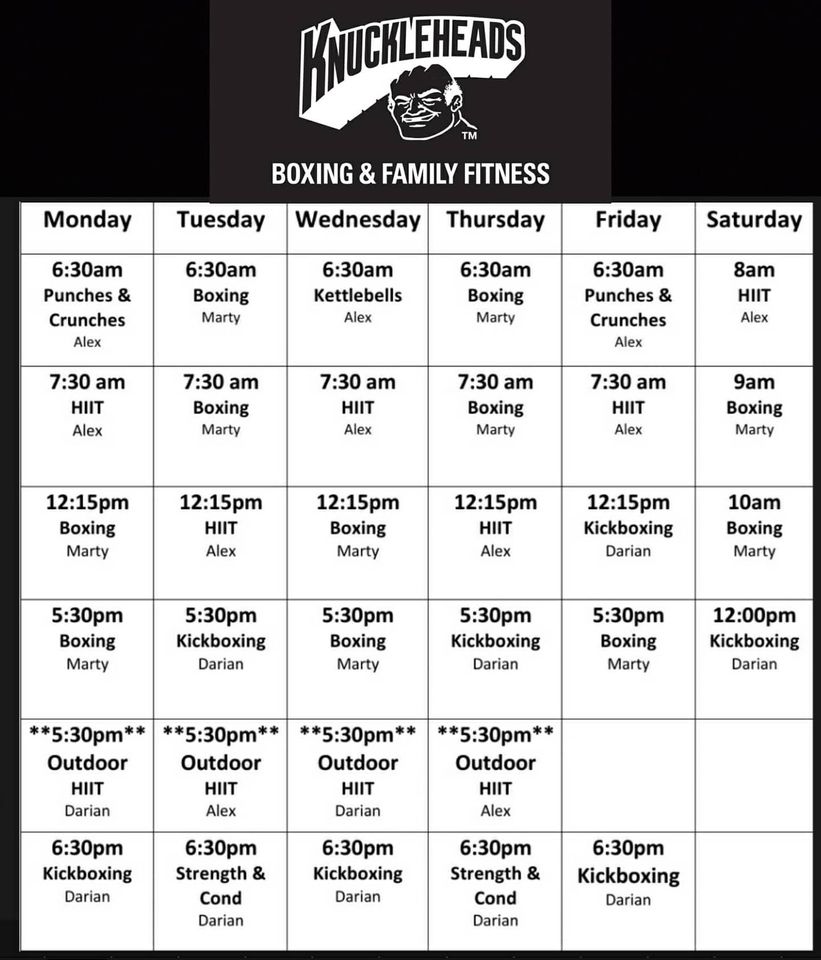 KNUCKLEHEADS
TM
BOXING & FAMILY FITNESS
Monday Tuesday Wednesday Thursday Friday Saturday
6:30am 6:30am 6:30am 6:30am 6:30am 8am
Punches & Boxing Kettlebells Boxing Punches & HIIT
Crunches Marty Alex Marty Crunches Alex
Alex Alex
7:30 am 7:30 am 7:30 am 7:30 am 7:30 am 9am
HIIT Boxing HIIT Boxing HIIT Boxing
Alex Marty Alex Marty Alex Marty
12:15pm 12:15pm 12:15pm 12:15pm 12:15pm 10am
Boxing HIIT Boxing HIIT Kickboxing Boxing
Marty Alex Marty Alex Darian Marty
5:30pm 5:30pm 5:30pm 5:30pm 5:30pm 12:00pm
Boxing Kickboxing Boxing Kickboxing Boxing Kickboxing
Marty Darian Marty Darian Marty Darian
**5:30pm** **5:30pm** **5:30pm** **5:30pm**
Outdoor Outdoor Outdoor Outdoor
HIIT HIIT HIIT HIIT
Darian Alex Darian Alex
6:30pm 6:30pm 6:30pm 6:30pm 6:30pm
Kickboxing Strength & Kickboxing Strength & Kickboxing
Darian Cond Darian Cond Darian
Darian Darian